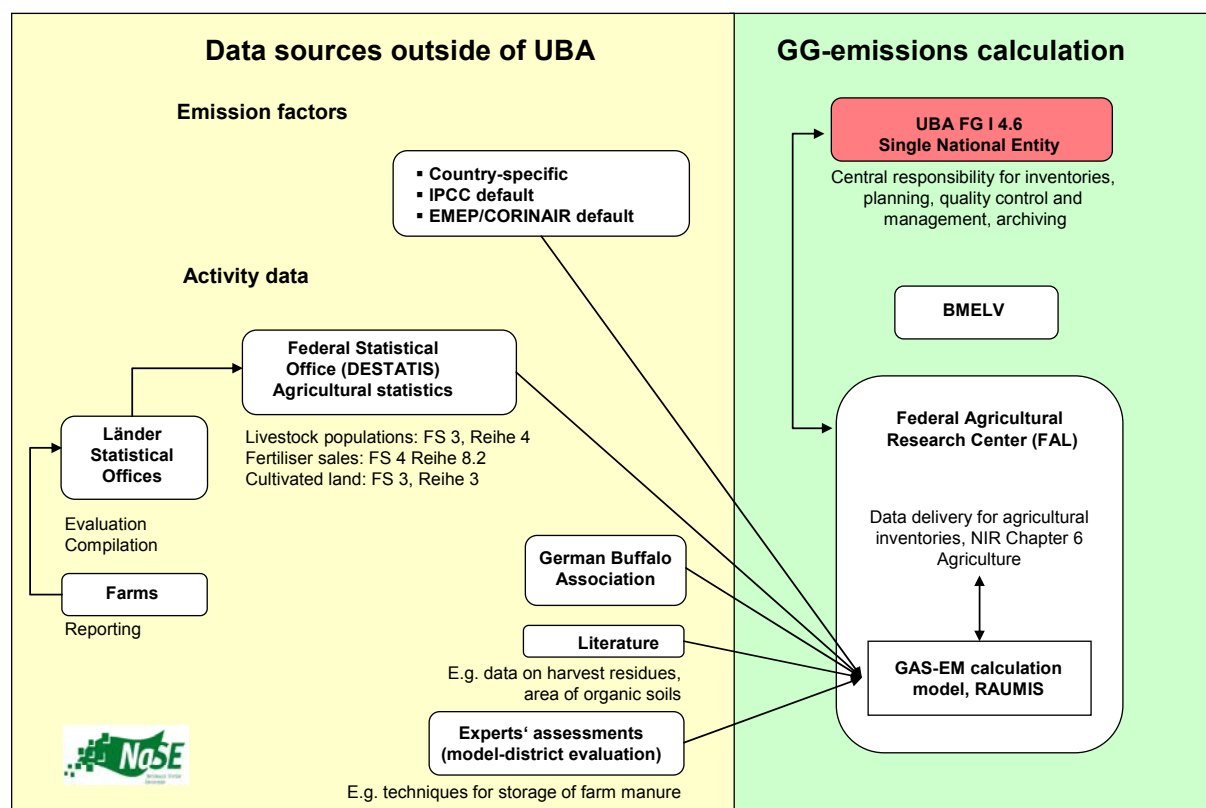 Data sources outside of UBA
Emission factors
▪ Country-specific
▪ IPCC default
▪ EMEP/CORINAIR default
Activity data
Federal Statistical
Office (DESTATIS)
Agricultural statistics
Livestock populations: FS 3, Reihe 4
Fertiliser sales: FS 4 Reihe 8.2
Cultivated land: FS 3, Reihe 3
Länder
Statistical
Offices
Evaluation
Compilation
Farms
Reporting
German Buffalo
Association
Literature
E.g. data on harvest residues,
area of organic soils
Experts‘ assessments
(model-district evaluation)
E.g. techniques for storage of farm manure
NaSE
GG-emissions calculation
UBA FG I 4.6
Single National Entity
Central responsibility for inventories,
planning, quality control and
management, archiving
BMELV
Federal Agricultural
Research Center (FAL)
Data delivery for agricultural
inventories, NIR Chapter 6
Agriculture
GAS-EM calculation
model, RAUMIS